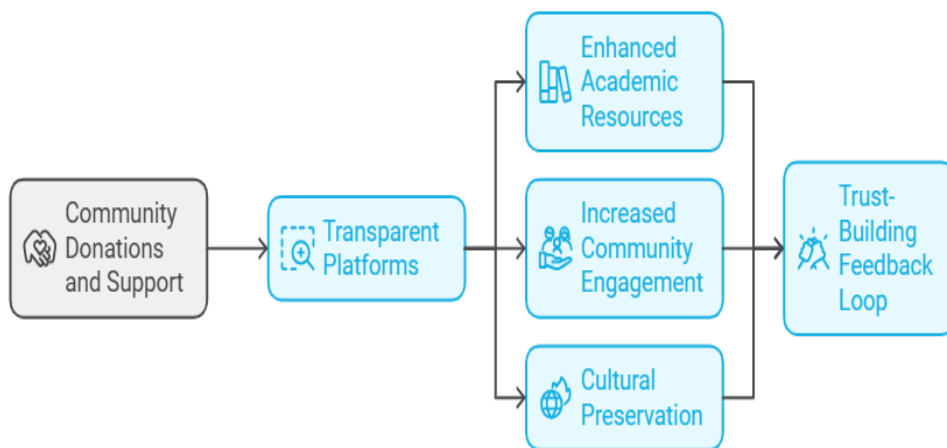 Community
Donations
and Support
Transparent
Platforms
Enhanced
Academic
Resources
Increased
Community
Engagement
Cultural
Preservation
Trust-
Building
Feedback
Loop